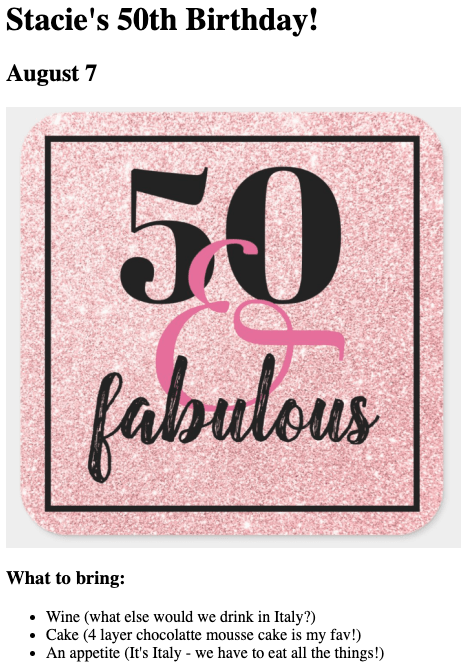 Stacie's 50th Birthday!
August 7
50
&
fabulous
What to bring:
• Wine (what else would we drink in Italy?)
• Cake (4 layer chocolatte mousse cake is my fav!)
• An appetite (It's Italy - we have to eat all the things!)